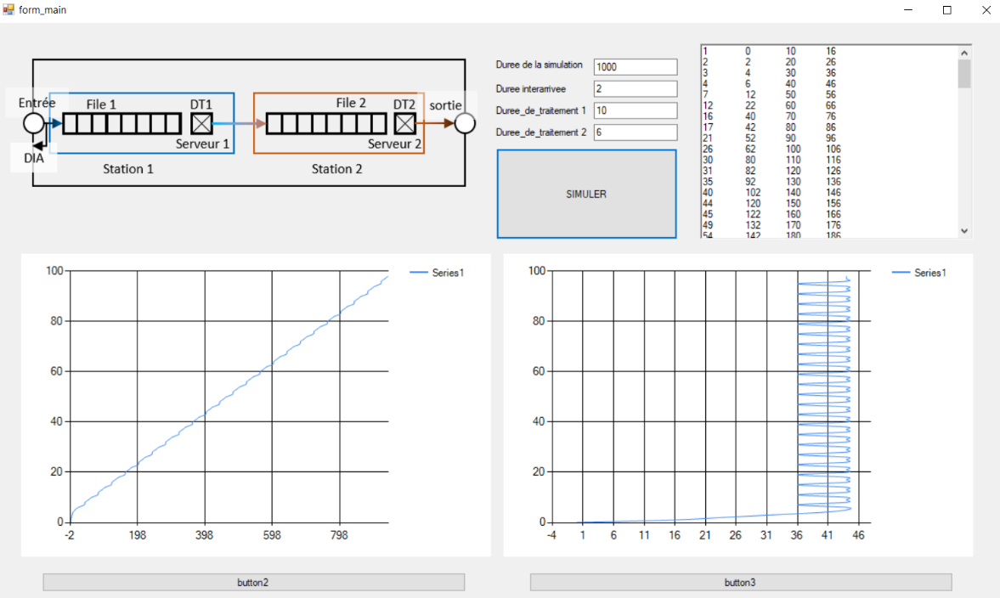 form_main
Entrée
File 1
DT1
File 2
DT2
sortie
Serveur 1
Serveur 2
DIA
Station 1
Station 2
Duree de la simulation 1000
Duree interarrivee 2
Duree_de_traitement 1 10
Duree_de_traitement 2 6
SIMULER
1 0 10 16
2 2 20 26
3 4 30 36
4 6 40 46
7 12 50 56
12 22 60 66
16 40 70 76
17 42 80 86
21 52 90 96
26 62 100 106
30 80 110 116
31 82 120 126
35 92 130 136
40 102 140 146
44 120 150 156
45 122 160 166
49 132 170 176
54 142 180 186
100
80
60
40
20
0
-2 198 398 598 798
Series1
100
80
60
40
20
0
-4 1 6 11 16 21 26 31 36 41 46
Series1
button2
button3